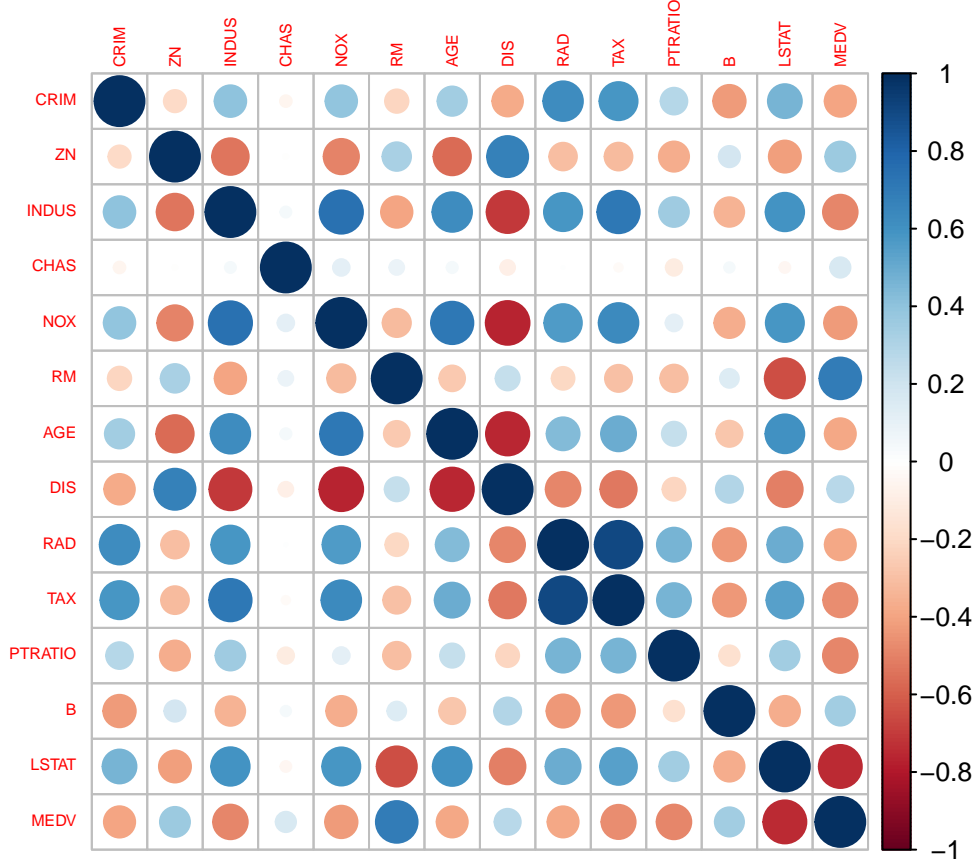 CRIM ZN INDUS CHAS NOX RM AGE DIS RAD TAX PTRATIO B LSTAT MEDV
CRIM
ZN
INDUS
CHAS
NOX
RM
AGE
DIS
RAD
TAX
PTRATIO
B
LSTAT
MEDV
1
0.8
0.6
0.4
0.2
0
−0.2
−0.4
−0.6
−0.8
−1